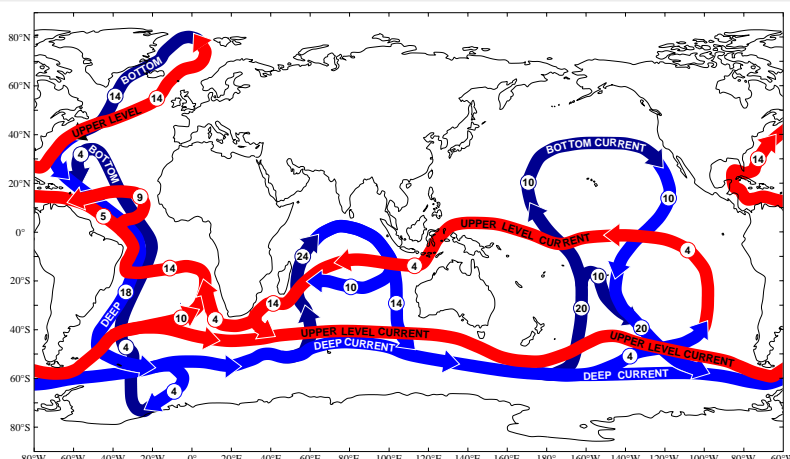 80°N
60°N
40°N
20°N
0°
20°S
40°S
60°S
80°S
BOTTOM
14
14
UPPER LEVEL
4
BOTTOM
9
5
14
18
DEEP
10
4
4
4
14
24
10
14
4
UPPER LEVEL CURRENT
DEEP CURRENT
UPPER LEVEL CURRENT
BOTTOM CURRENT
10
14
4
10
20
20
4
UPPER LEVEL CURRENT
DEEP CURRENT
14
80°W
60°W
40°W
20°W
0°
20°E
40°E
60°E
80°E
100°E
120°E
140°E
160°E
180°W
160°W
140°W
120°W
100°W
80°W